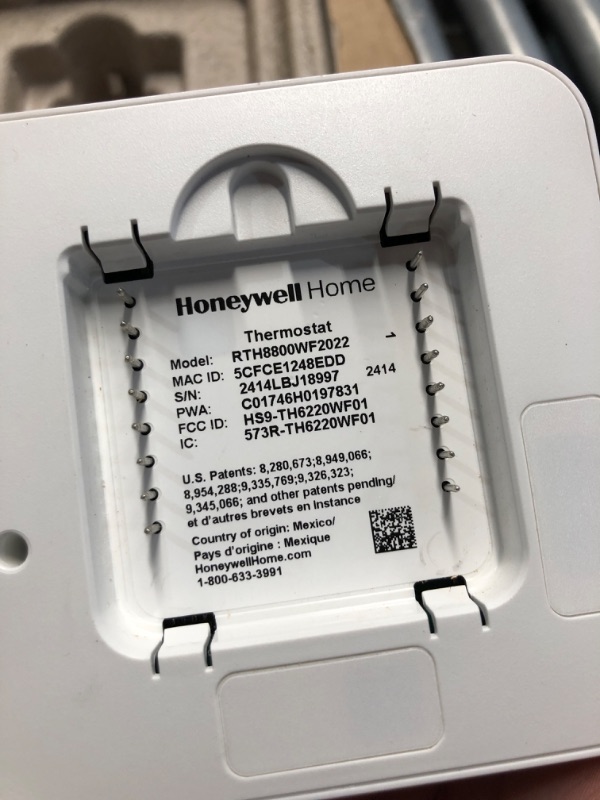 Honeywell Home
Thermostat
Model: RTH8800WF2022 1
MAC ID: 5CFCE1248EDD
S/N: 2414LBJ18997 2414
PWA: C01746H0197831
FCC ID: HS9-TH6220WF01
IC: 573R-TH6220WF01
U.S. Patents: 8,280,673;8,949,066;
8,954,288;9,335,769;9,326,323;
9,345,066; and other patents pending/
et d'autres brevets en instance
Country of origin: Mexico/
Pays d'origine : Mexique
HoneywellHome.com
1-800-633-3991